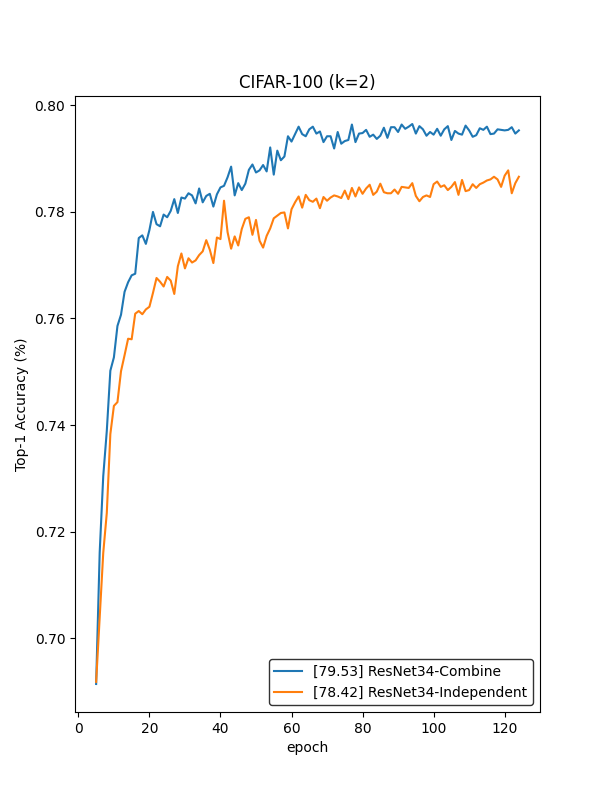 CIFAR-100 (k=2)
0.80
0.78
0.76
0.74
0.72
0.70
Top-1 Accuracy (%)
[79.53] ResNet34-Combine
[78.42] ResNet34-Independent
0 20 40 60 80 100 120
epoch